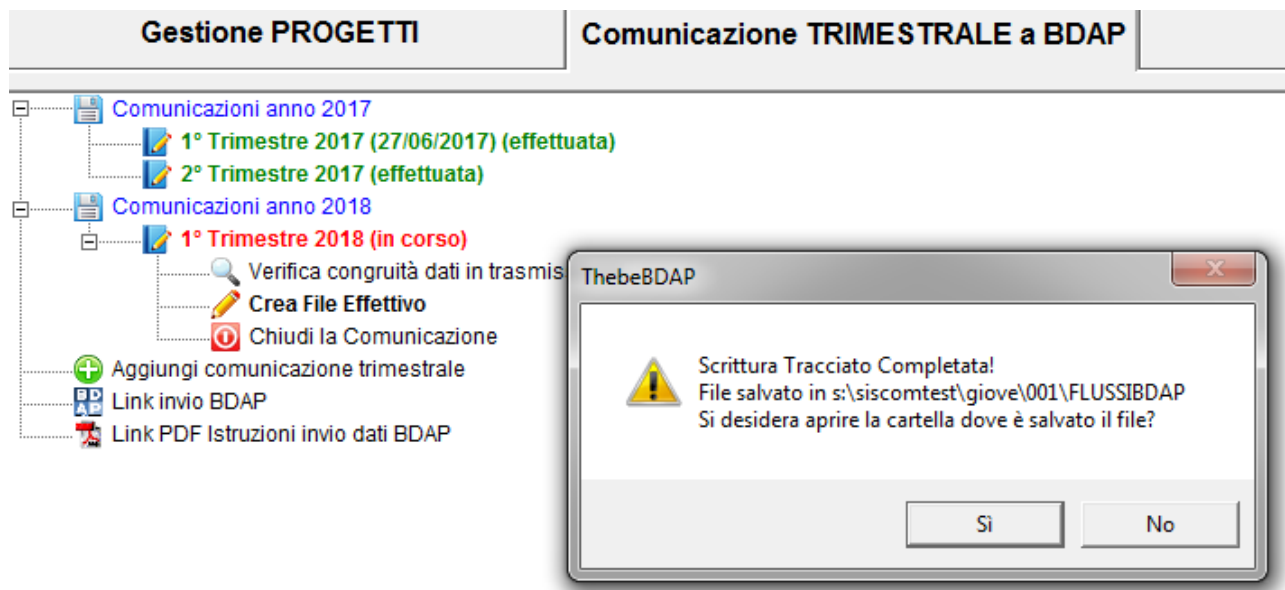 Gestione PROGETTI
Comunicazione TRIMESTRALE a BDAP
Comunicazioni anno 2017
1° Trimestre 2017 (27/06/2017) (effettuata)
2° Trimestre 2017 (effettuata)
Comunicazioni anno 2018
1° Trimestre 2018 (in corso)
Verifica congruità dati in trasmis
Crea File Effettivo
Chiudi la Comunicazione
Aggiungi comunicazione trimestrale
BDAP Link invio BDAP
Link PDF Istruzioni invio dati BDAP
ThebeBDAP
Scrittura Tracciato Completata!
File salvato in s:\siscomtest\giove\001\FLUSSIBDAP
Si desidera aprire la cartella dove è salvato il file?
Sì
No